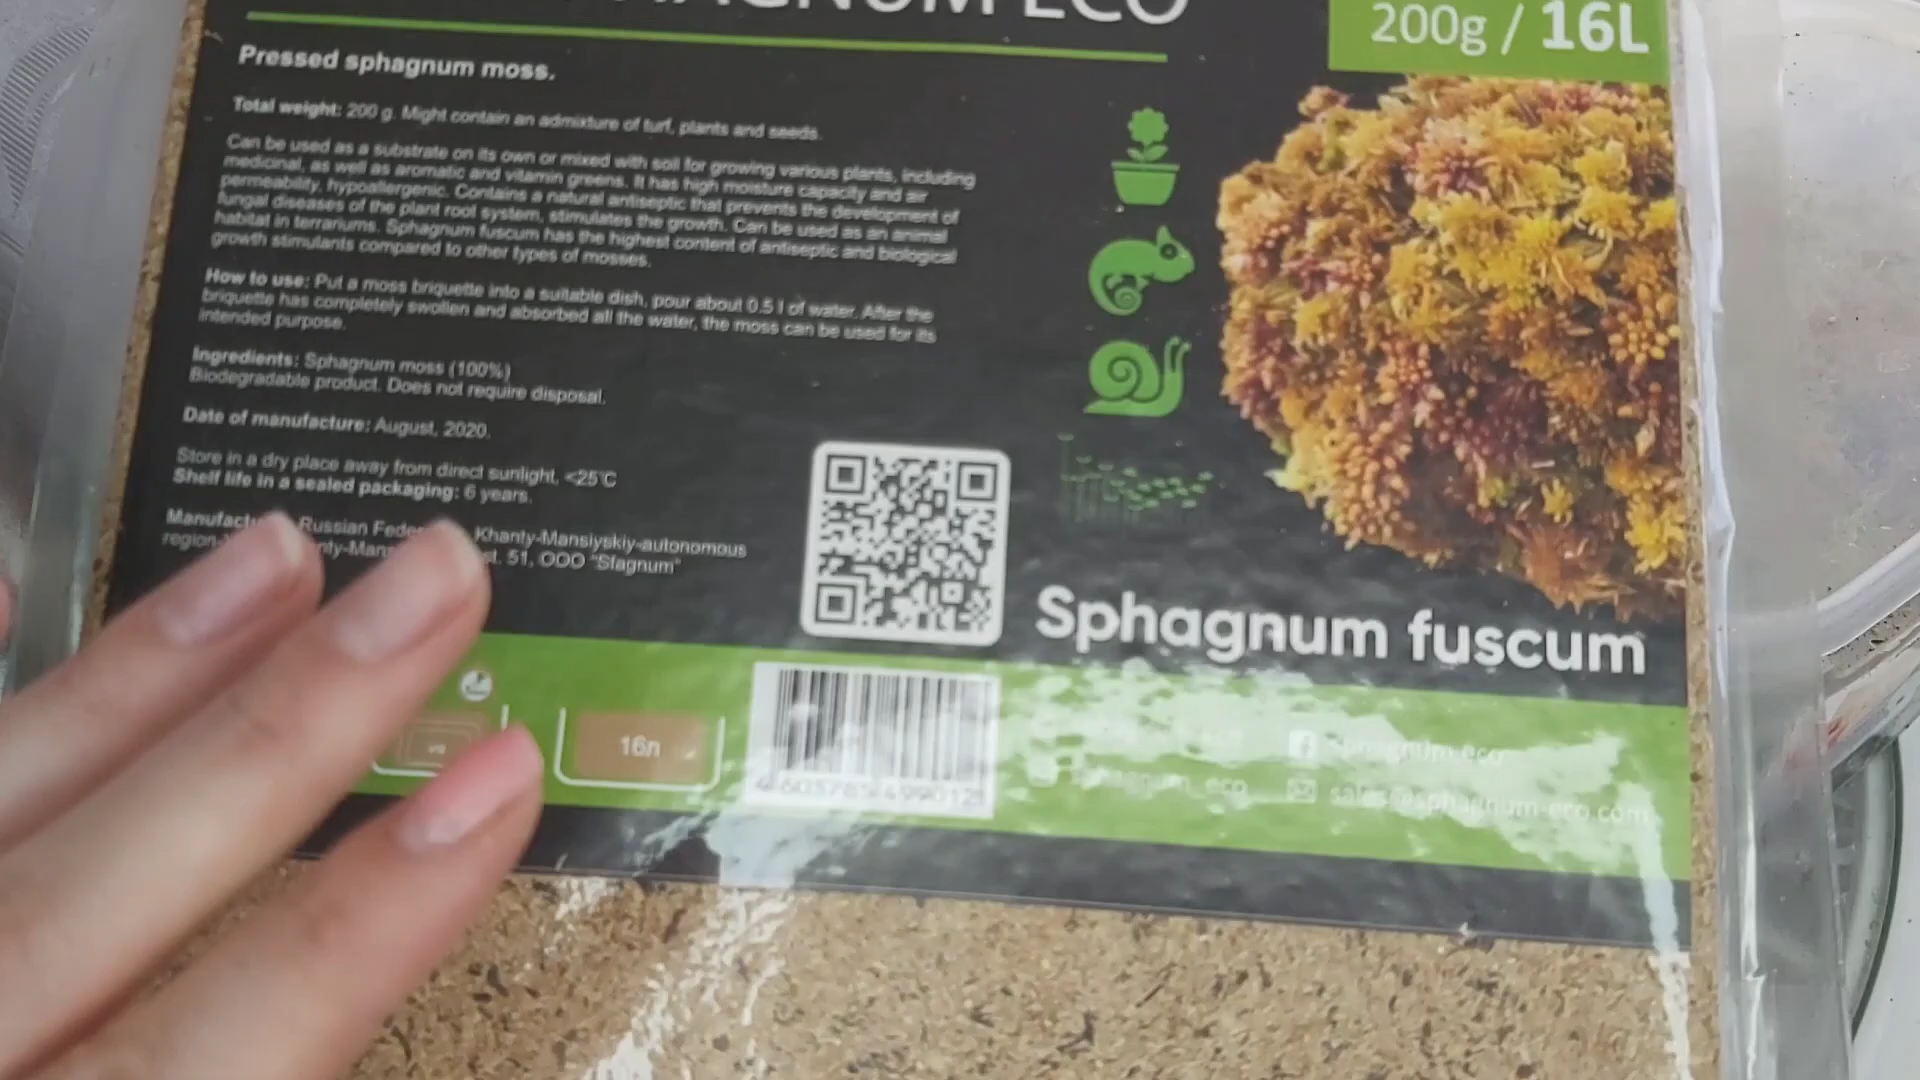 ECO
200g / 16L
Pressed sphagnum moss.
Total weight: 200 g. Might contain an admixture of turf, plants and seeds.
Can be used as a substrate on its own or mixed with soil for growing various plants, including
medicinal, as well as aromatic and vitamin greens. It has high moisture capacity and air
permeability, hypoallergenic. Contains a natural antiseptic that prevents the development of
fungal diseases of the plant root system, stimulates the growth. Can be used as an animal
habitat in terrariums. Sphagnum fuscum has the highest content of antiseptic and biological
growth stimulants compared to other types of mosses.
How to use: Put a moss briquette into a suitable dish, pour about 0.5 l of water. After the
briquette has completely swollen and absorbed all the water, the moss can be used for its
intended purpose.
Ingredients: Sphagnum moss (100%)
Biodegradable product. Does not require disposal.
Date of manufacture: August, 2020.
Store in a dry place away from direct sunlight, <25°C
Shelf life in a sealed packaging: 6 years.
Russian Khanty-Mansiyskiy-autonomous
st. 51, OOO "Sfagnum"
Sphagnum fuscum
16л
sphagnum.eco
sales@sphagnum-eco.com